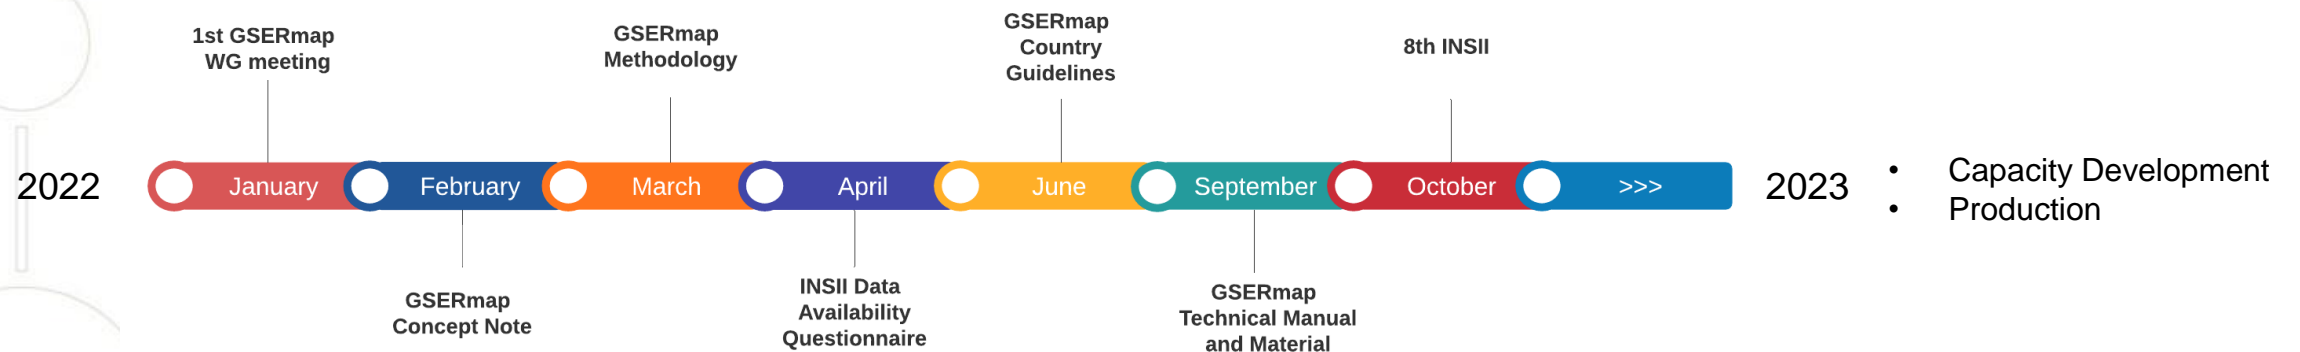 1st GSERmap
WG meeting
GSERmap
Methodology
GSERmap
Country
Guidelines
8th INSII
2022
January
February
March
April
June
September
October
>>>
2023
• Capacity Development
• Production
GSERmap
Concept Note
INSII Data
Availability
Questionnaire
GSERmap
Technical Manual
and Material